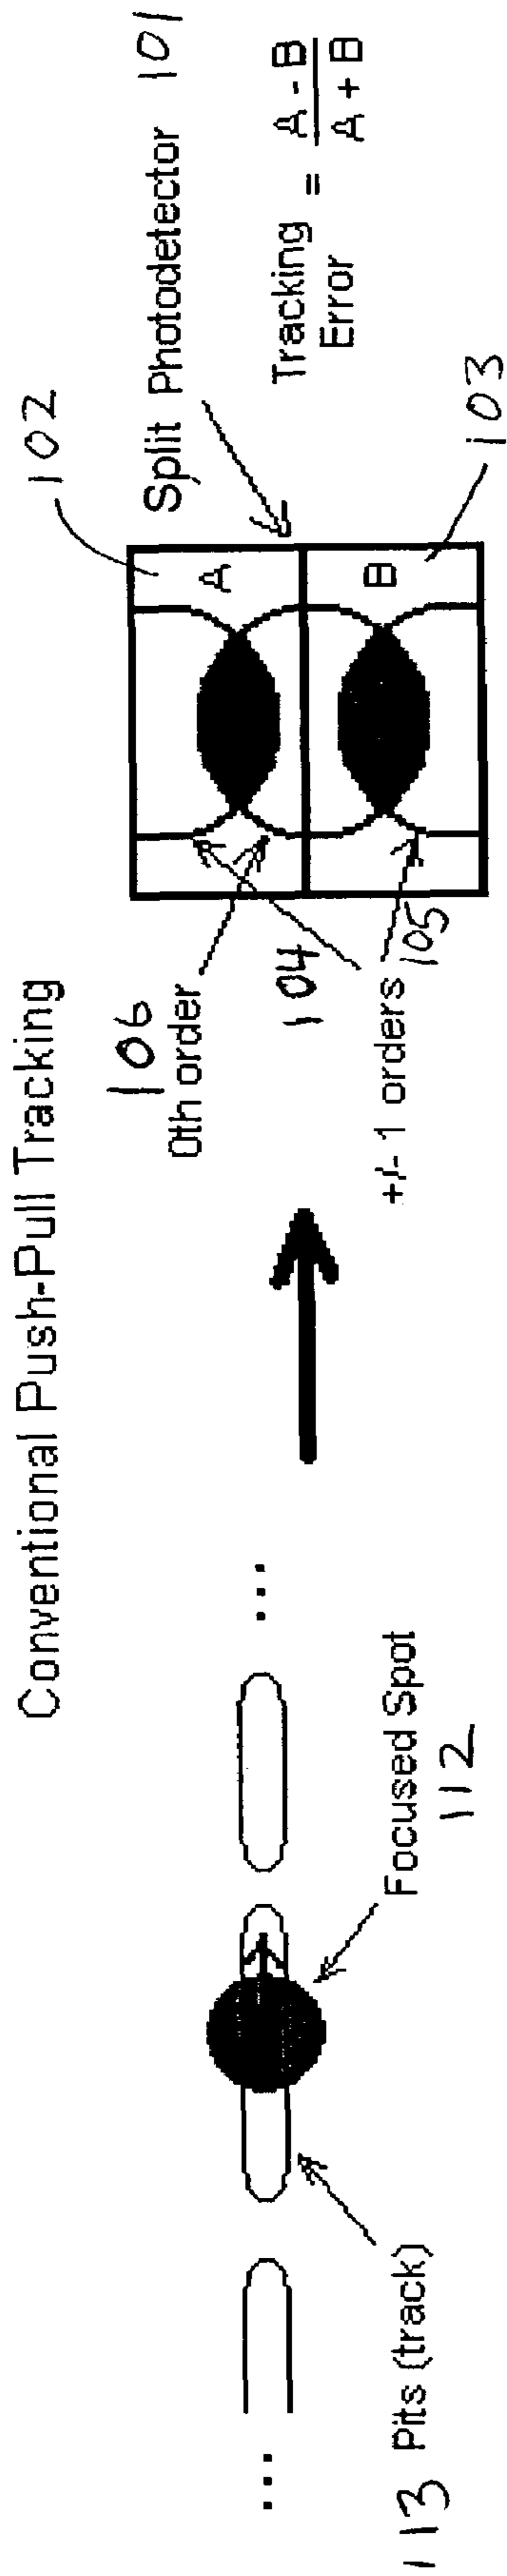 Conventional Push-Pull Tracking
106
0th order
104
+/- 1 orders
105
102
Split Photodetector 101
A
B
103
Tracking Error = A - B
A + B
...
...
Focused Spot
112
113 Pits (track)